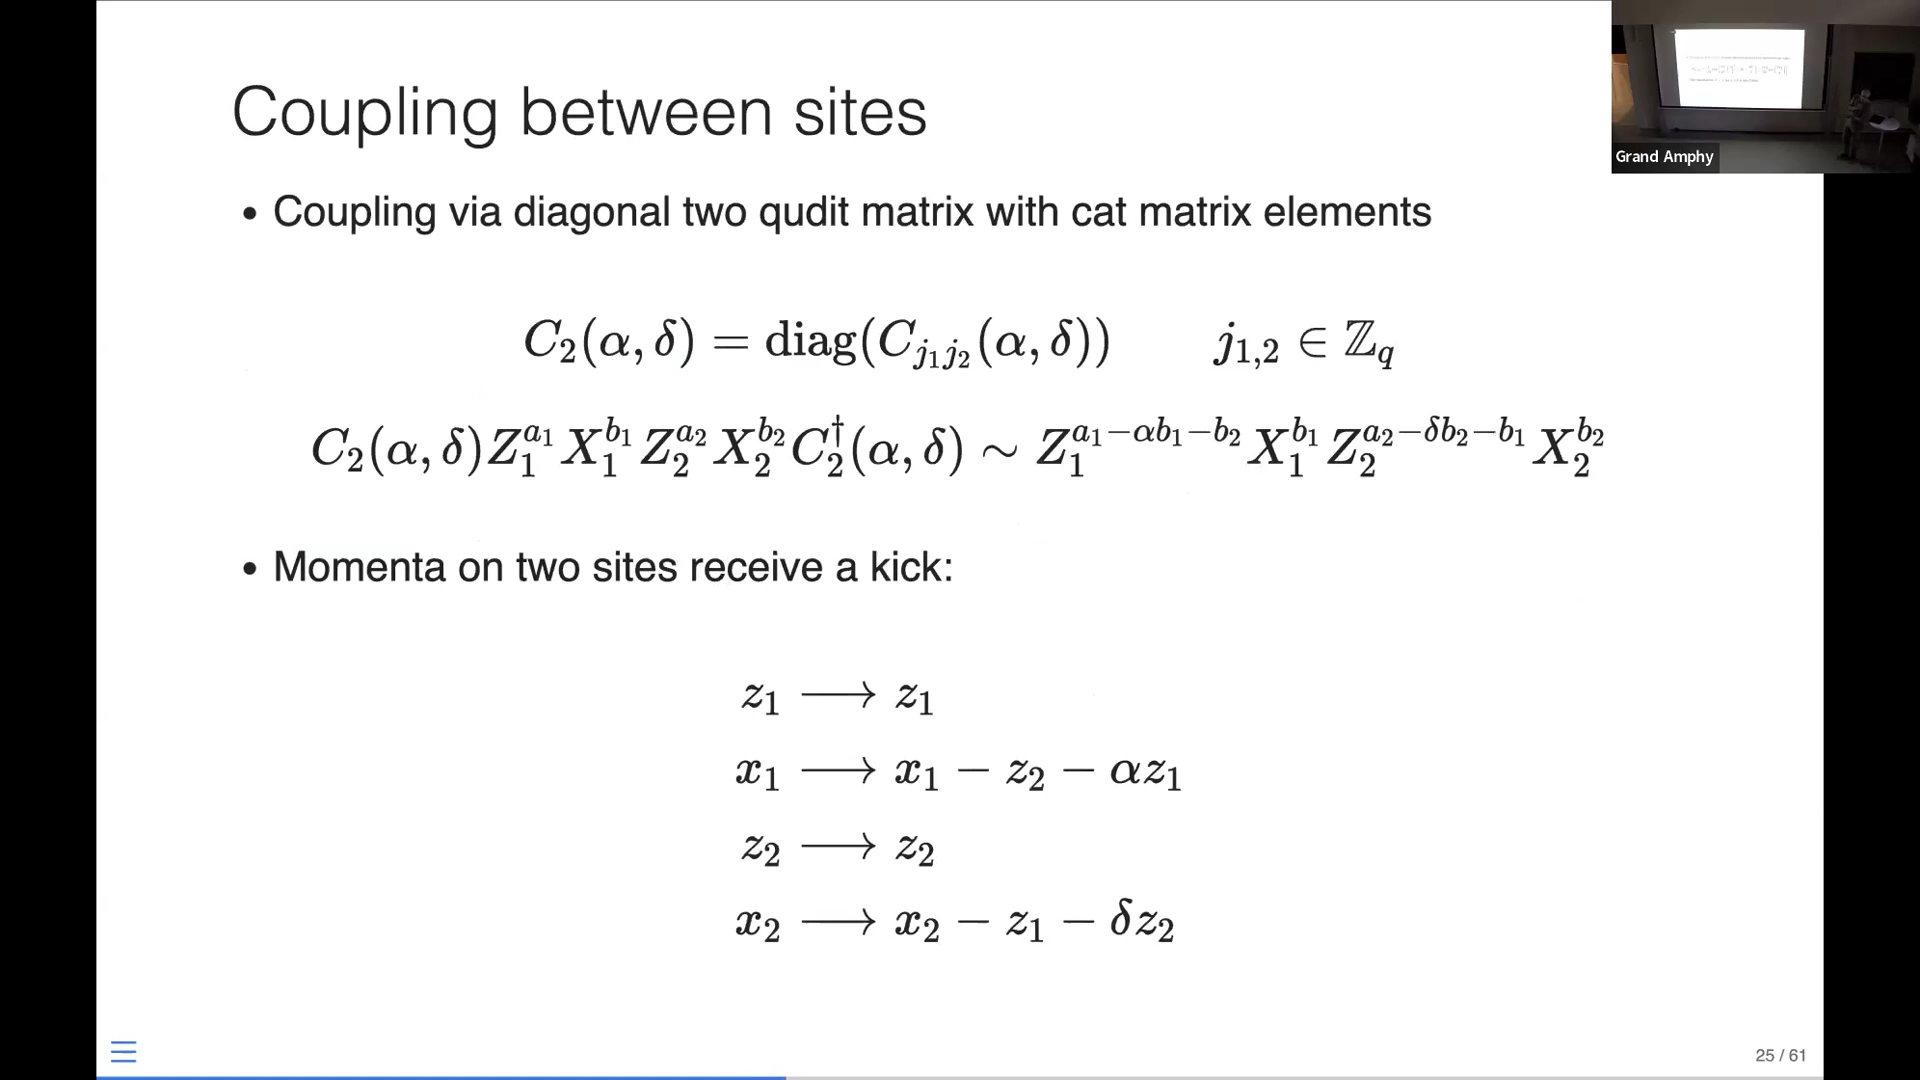 Coupling between sites
• Coupling via diagonal two qudit matrix with cat matrix elements
C₂(α, δ) = diag(C_{j₁j₂}(α, δ))    j_{1,2} ∈ ℤ_q
C₂(α, δ)Z₁^{a₁}X₁^{b₁}Z₂^{a₂}X₂^{b₂}C₂^†(α, δ) ∼ Z₁^{a₁−αb₁−b₂}X₁^{b₁}Z₂^{a₂−δb₂−b₁}X₂^{b₂}
• Momenta on two sites receive a kick:
z₁ ⟶ z₁
x₁ ⟶ x₁ − z₂ − αz₁
z₂ ⟶ z₂
x₂ ⟶ x₂ − z₁ − δz₂
25 / 61
Grand Amphy